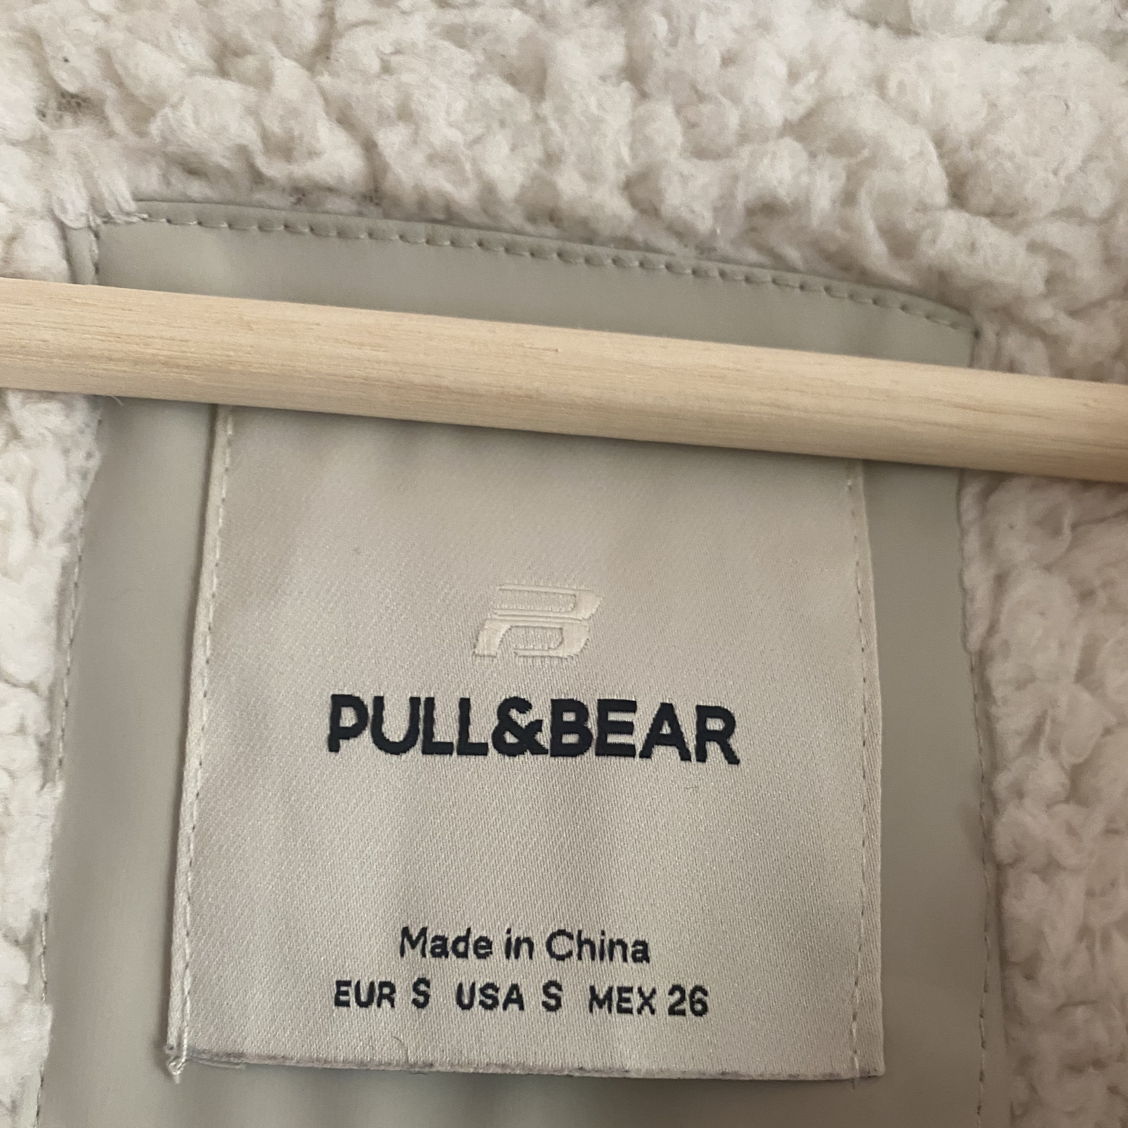 PULL&BEAR
Made in China
EUR S USA S MEX 26